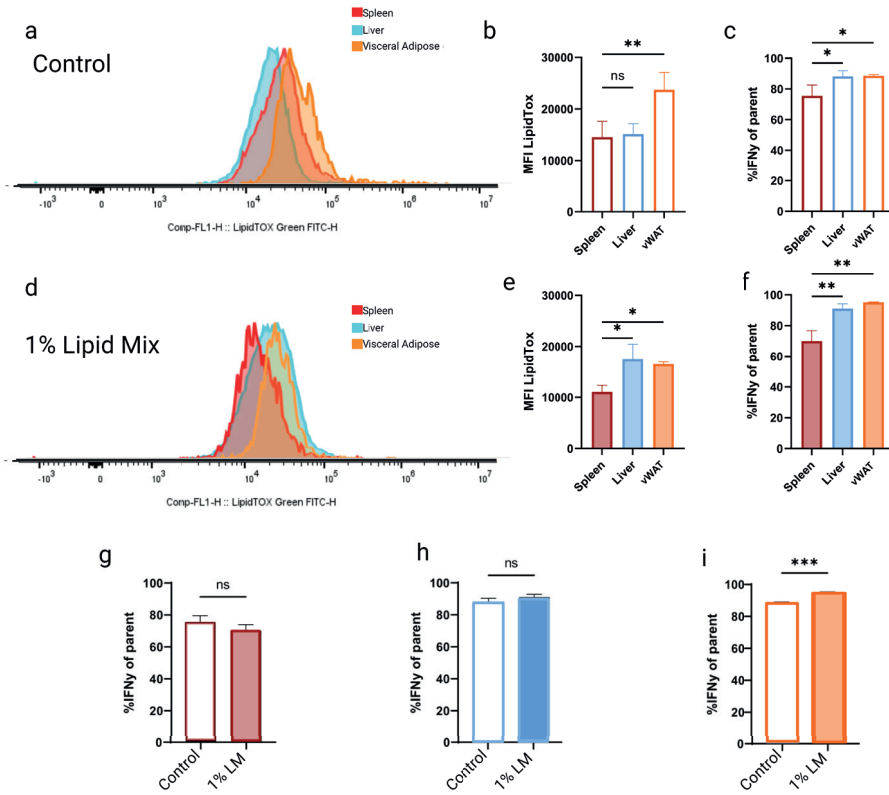 a
Control
Spleen
Liver
Visceral Adipose
-10³ 0 10³ 10⁴ 10⁵ 10⁶ 10⁷
Comp-FL1-H :: LipidTOX Green FITC-H
b
MFI LipidTox
30000
20000
10000
0
ns
**
Spleen
Liver
vWAT
c
%IFNy of parent
100
80
60
40
20
0
*
*
Spleen
Liver
vWAT
d
1% Lipid Mix
Spleen
Liver
Visceral Adipose
-10³ 0 10³ 10⁴ 10⁵ 10⁶ 10⁷
Comp-FL1-H :: LipidTOX Green FITC-H
e
MFI LipidTox
30000
20000
10000
0
*
*
Spleen
Liver
vWAT
f
%IFNy of parent
100
80
60
40
20
0
**
**
Spleen
Liver
vWAT
g
%IFNy of parent
100
80
60
40
20
0
ns
Control
1% LM
h
%IFNy of parent
100
80
60
40
20
0
ns
Control
1% LM
i
%IFNy of parent
100
80
60
40
20
0
***
Control
1% LM